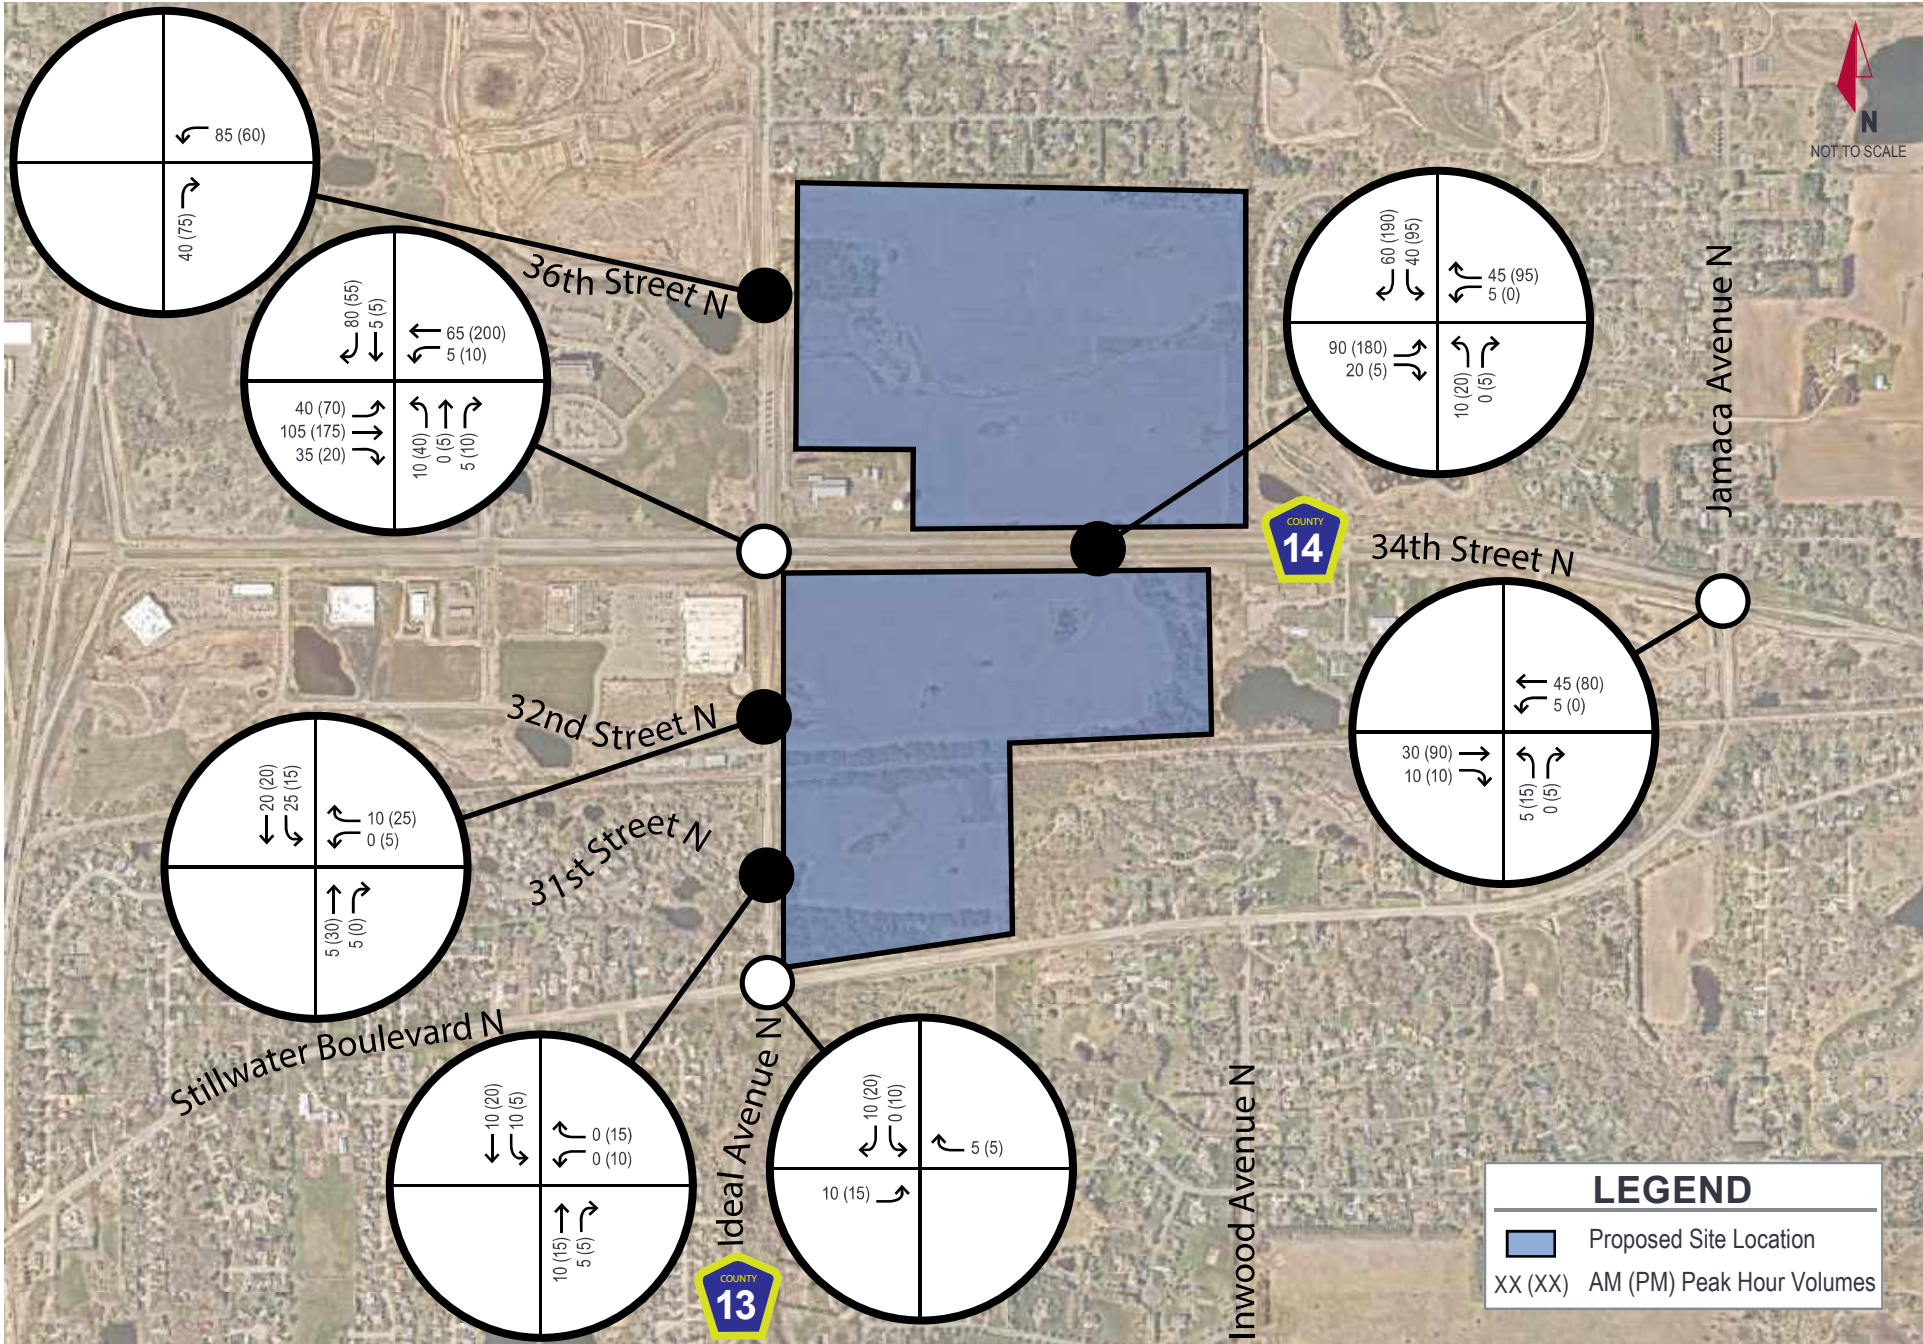 85 (60)
40 (75)
36th Street N
80 (55)
5 (5)
65 (200)
5 (10)
40 (70)
105 (175)
35 (20)
10 (40)
0 (5)
5 (10)
60 (190)
40 (95)
45 (95)
5 (0)
90 (180)
20 (5)
10 (20)
0 (5)
N
NOT TO SCALE
Jamaca Avenue N
COUNTY
14
34th Street N
45 (80)
5 (0)
30 (90)
10 (10)
5 (15)
0 (5)
32nd Street N
20 (20)
25 (15)
10 (25)
0 (5)
5 (30)
5 (0)
31st Street N
Stillwater Boulevard N
10 (20)
10 (5)
0 (15)
0 (10)
10 (15)
5 (5)
Ideal Avenue N
COUNTY
13
10 (20)
0 (10)
5 (5)
10 (15)
Inwood Avenue N
LEGEND
Proposed Site Location
XX (XX) AM (PM) Peak Hour Volumes